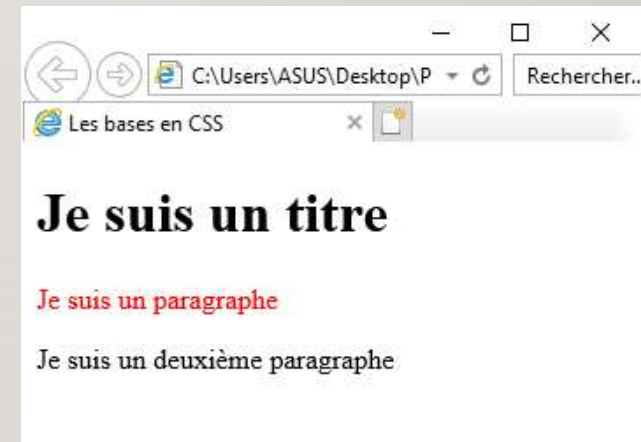 C:\Users\ASUS\Desktop\P
Rechercher...
Les bases en CSS
Je suis un titre
Je suis un paragraphe
Je suis un deuxième paragraphe